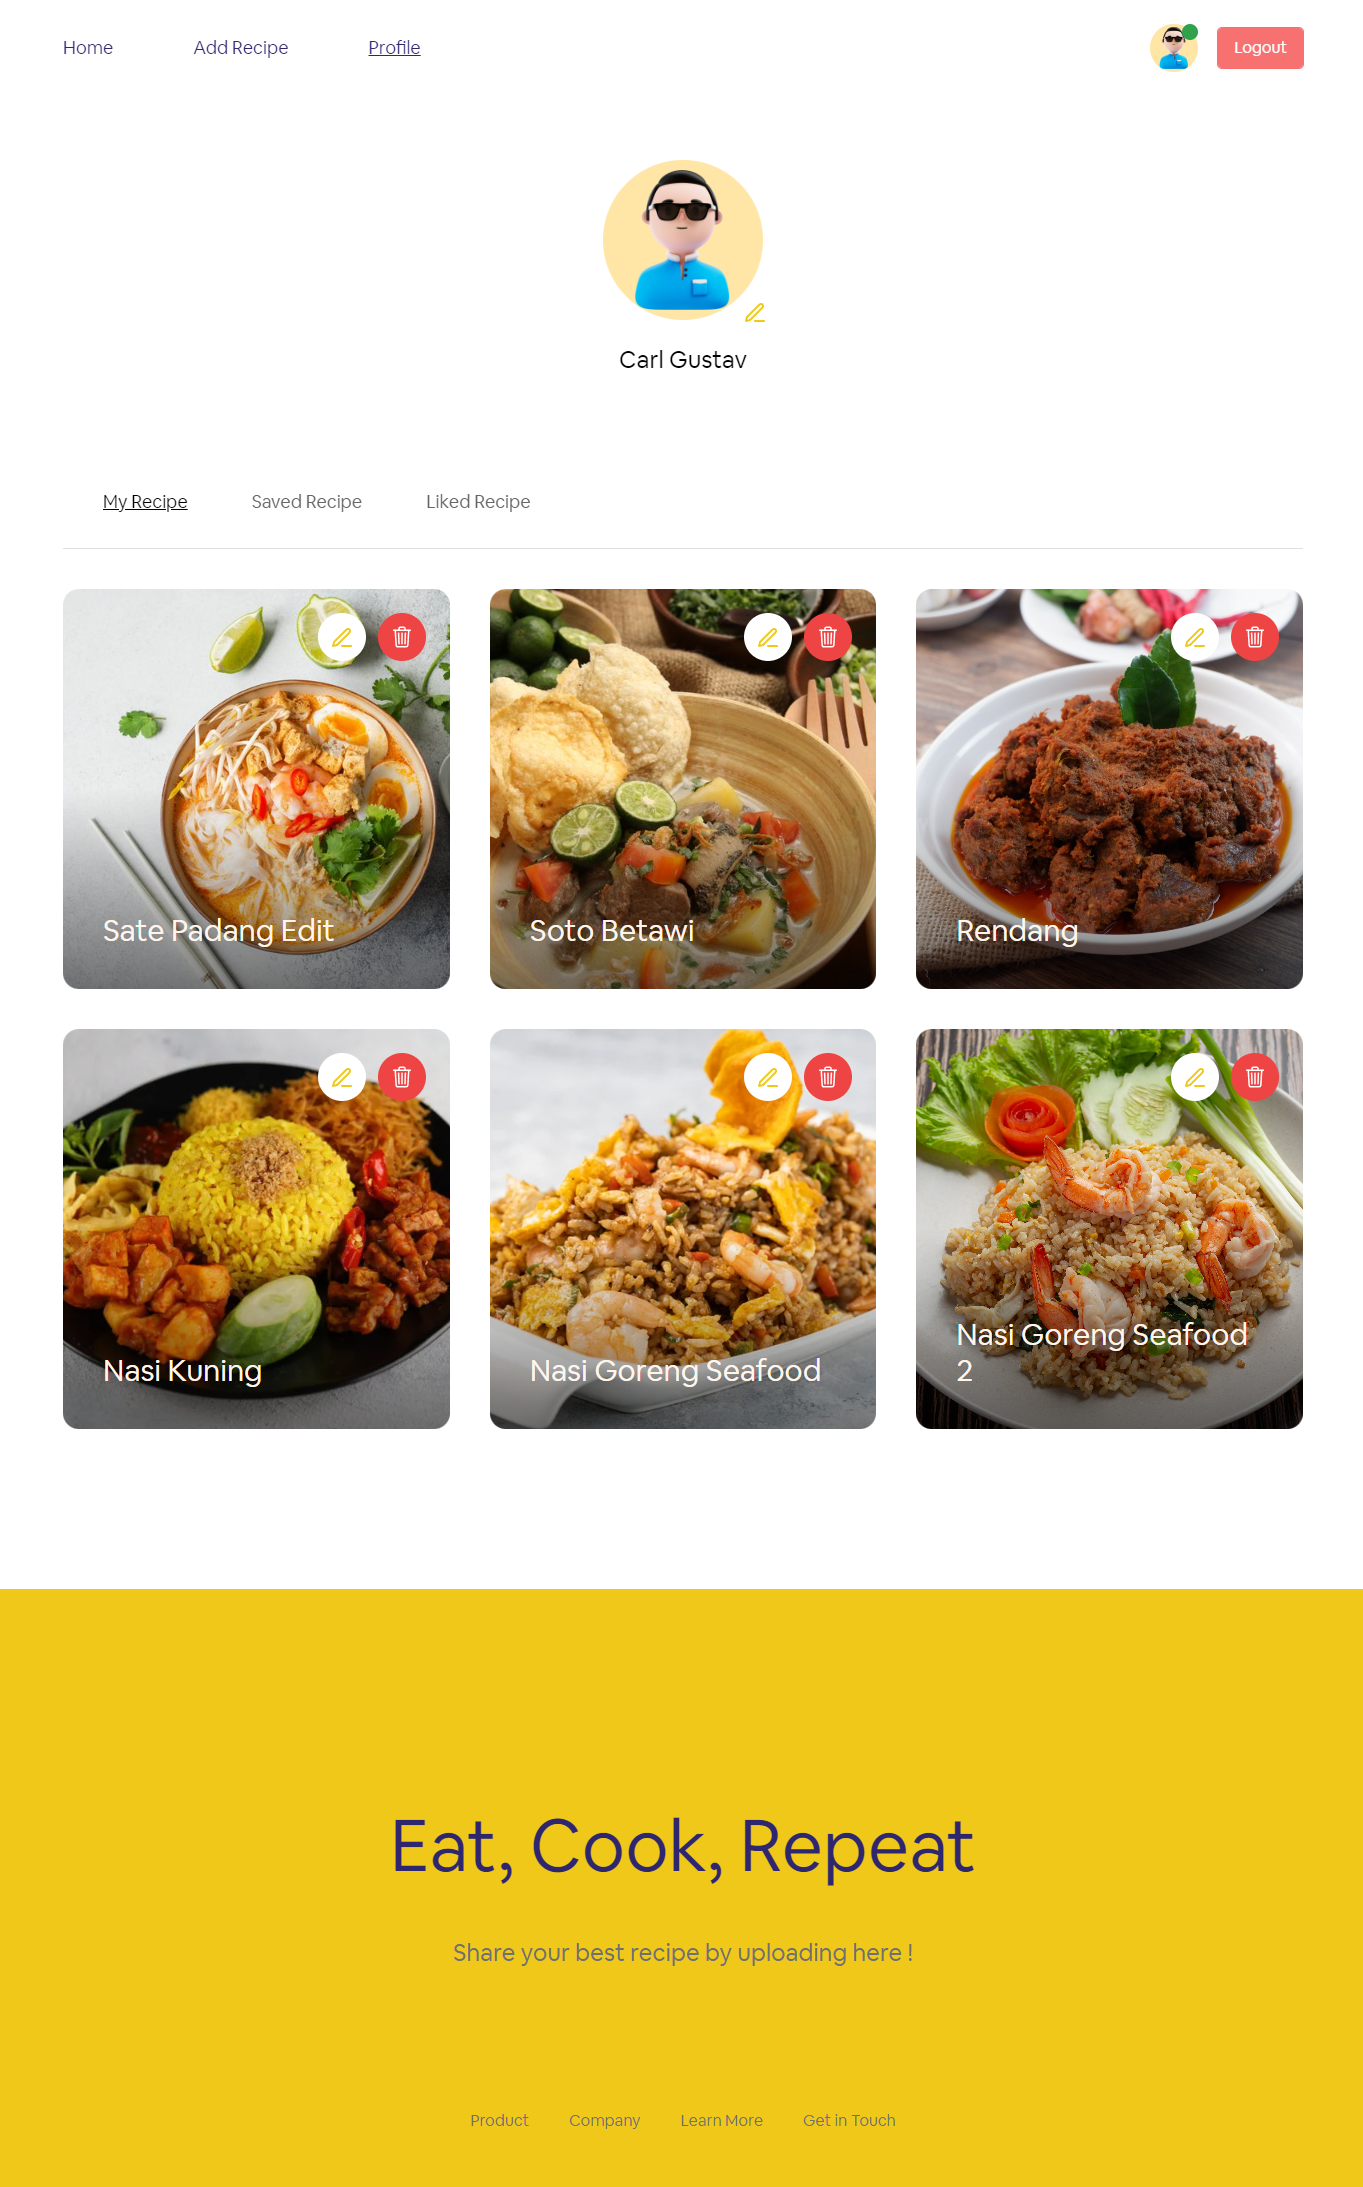 Home
Add Recipe
Profile
Logout
Carl Gustav
My Recipe
Saved Recipe
Liked Recipe
Sate Padang Edit
Soto Betawi
Rendang
Nasi Kuning
Nasi Goreng Seafood
Nasi Goreng Seafood
2
Eat, Cook, Repeat
Share your best recipe by uploading here !
Product
Company
Learn More
Get in Touch